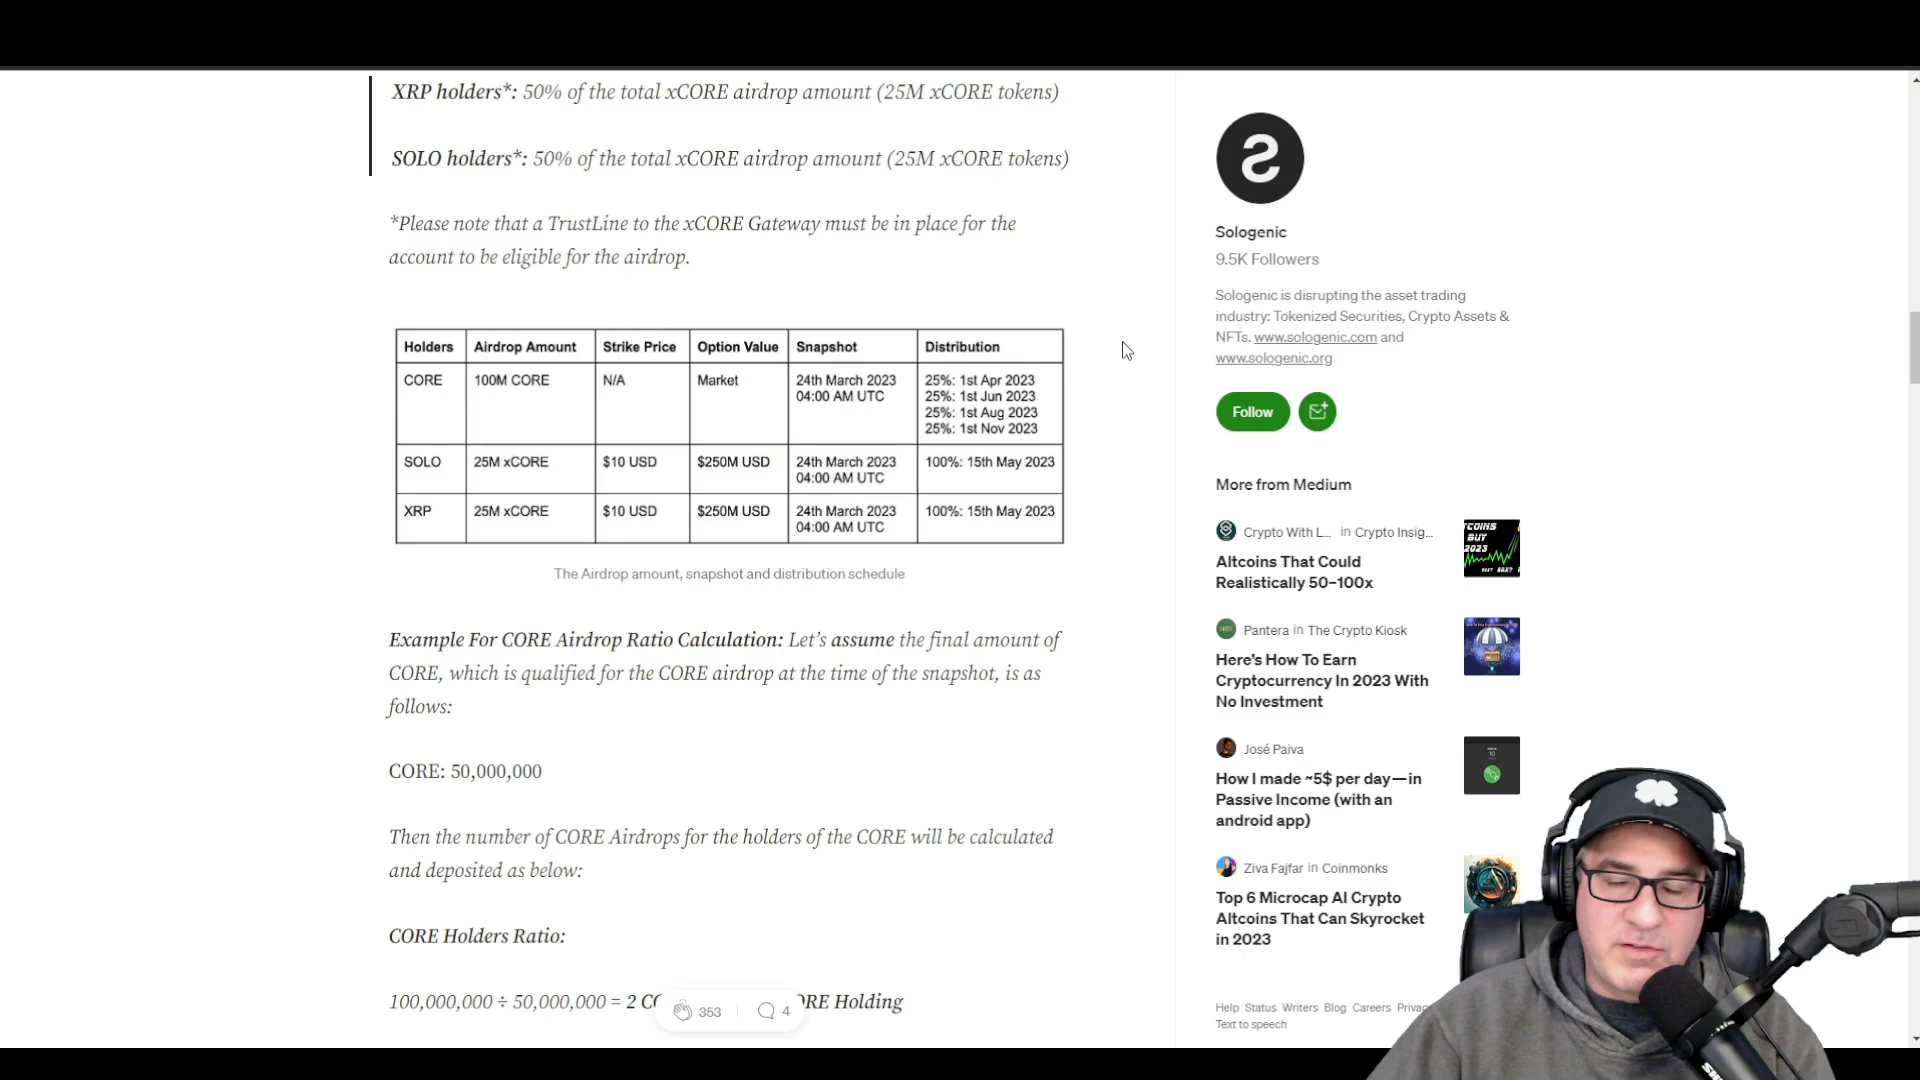 XRP holders*: 50% of the total xCORE airdrop amount (25M xCORE tokens)
SOLO holders*: 50% of the total xCORE airdrop amount (25M xCORE tokens)
*Please note that a TrustLine to the xCORE Gateway must be in place for the
account to be eligible for the airdrop.
Holders Airdrop Amount Strike Price Option Value Snapshot Distribution
CORE 100M CORE N/A Market 24th March 2023 25%: 1st Apr 2023
04:00 AM UTC 25%: 1st Jun 2023
25%: 1st Aug 2023
25%: 1st Nov 2023
SOLO 25M xCORE $10 USD $250M USD 24th March 2023 100%: 15th May 2023
04:00 AM UTC
XRP 25M xCORE $10 USD $250M USD 24th March 2023 100%: 15th May 2023
04:00 AM UTC
The Airdrop amount, snapshot and distribution schedule
Example For CORE Airdrop Ratio Calculation: Let’s assume the final amount of
CORE, which is qualified for the CORE airdrop at the time of the snapshot, is as
follows:
CORE: 50,000,000
Then the number of CORE Airdrops for the holders of the CORE will be calculated
and deposited as below:
CORE Holders Ratio:
100,000,000 ÷ 50,000,000 = 2 Holding
353 4
Sologenic
9.5K Followers
Sologenic is disrupting the asset trading
industry: Tokenized Securities, Crypto Assets &
NFTs. www.sologenic.com and
www.sologenic.org
Follow
More from Medium
Crypto With L... in Crypto Insig...
Altcoins That Could
Realistically 50–100x
Pantera in The Crypto Kiosk
Here’s How To Earn
Cryptocurrency In 2023 With
No Investment
José Paiva
How I made ~5$ per day—in
Passive Income (with an
android app)
Ziva Fajfar in Coinmonks
Top 6 Microcap AI Crypto
Altcoins That Can Skyrocket
in 2023
Help Status Writers Blog Careers
Text to speech